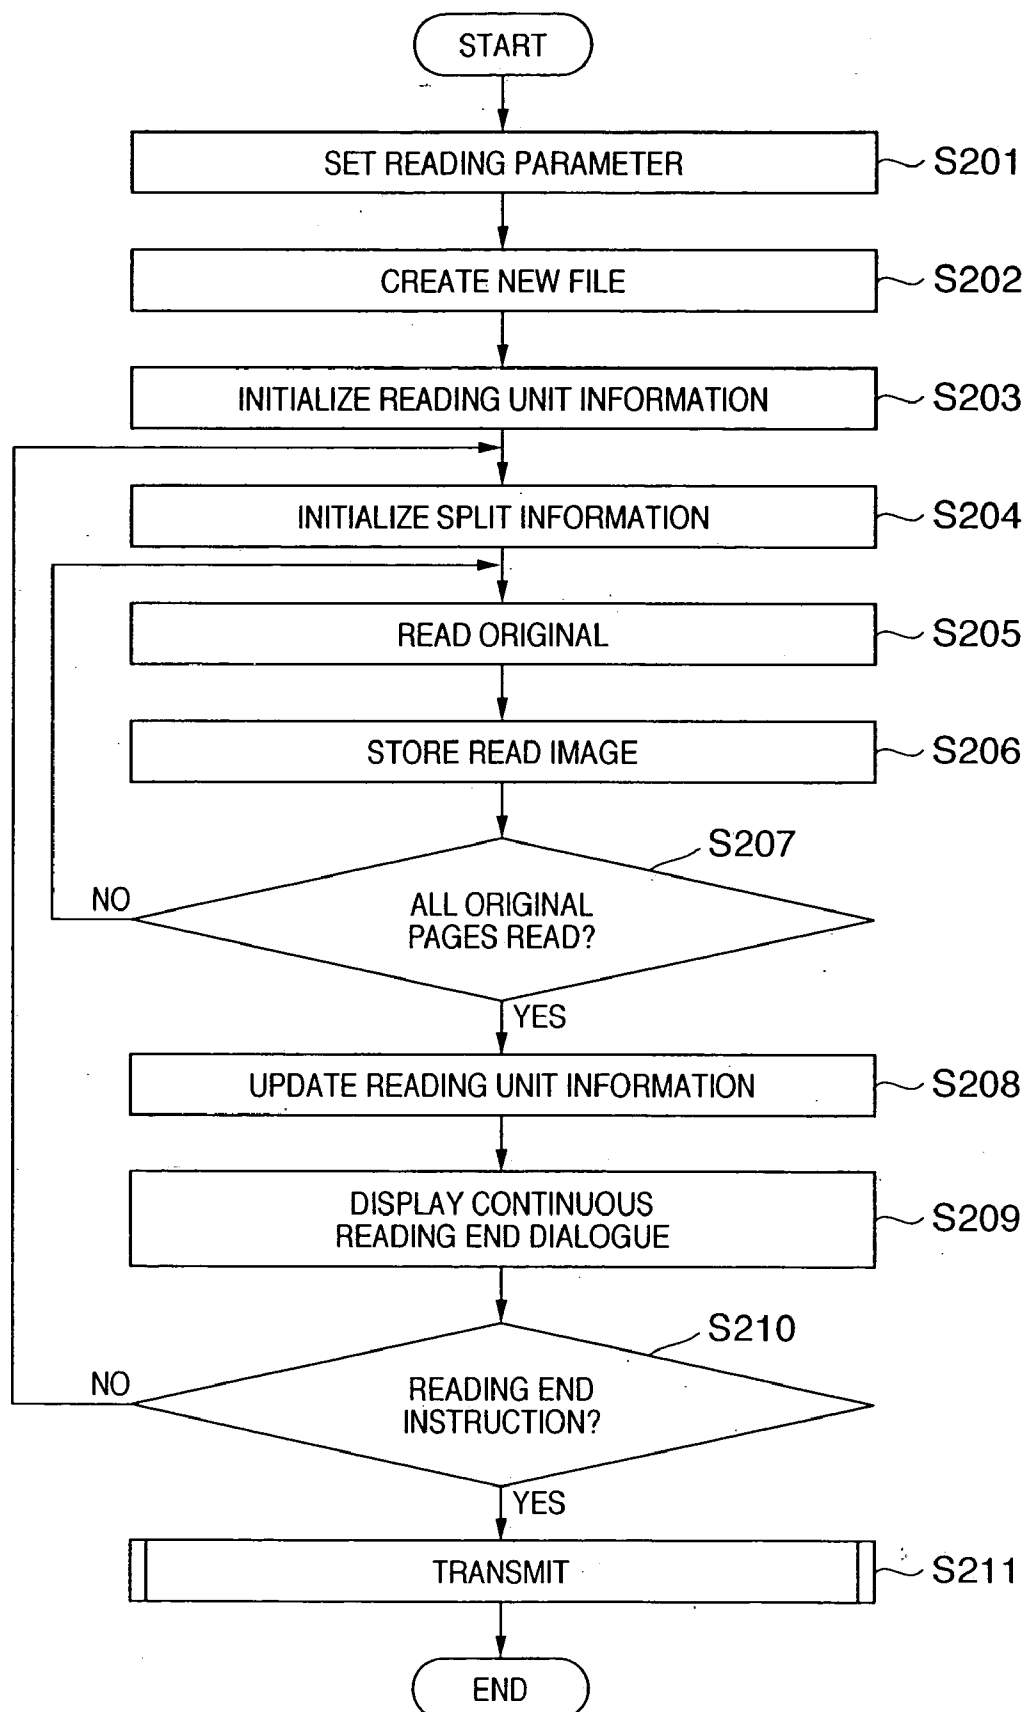 START
SET READING PARAMETER
S201
CREATE NEW FILE
S202
INITIALIZE READING UNIT INFORMATION
S203
INITIALIZE SPLIT INFORMATION
S204
READ ORIGINAL
S205
STORE READ IMAGE
S206
S207
NO
ALL ORIGINAL
PAGES READ?
YES
UPDATE READING UNIT INFORMATION
S208
DISPLAY CONTINUOUS
READING END DIALOGUE
S209
S210
NO
READING END
INSTRUCTION?
YES
TRANSMIT
S211
END